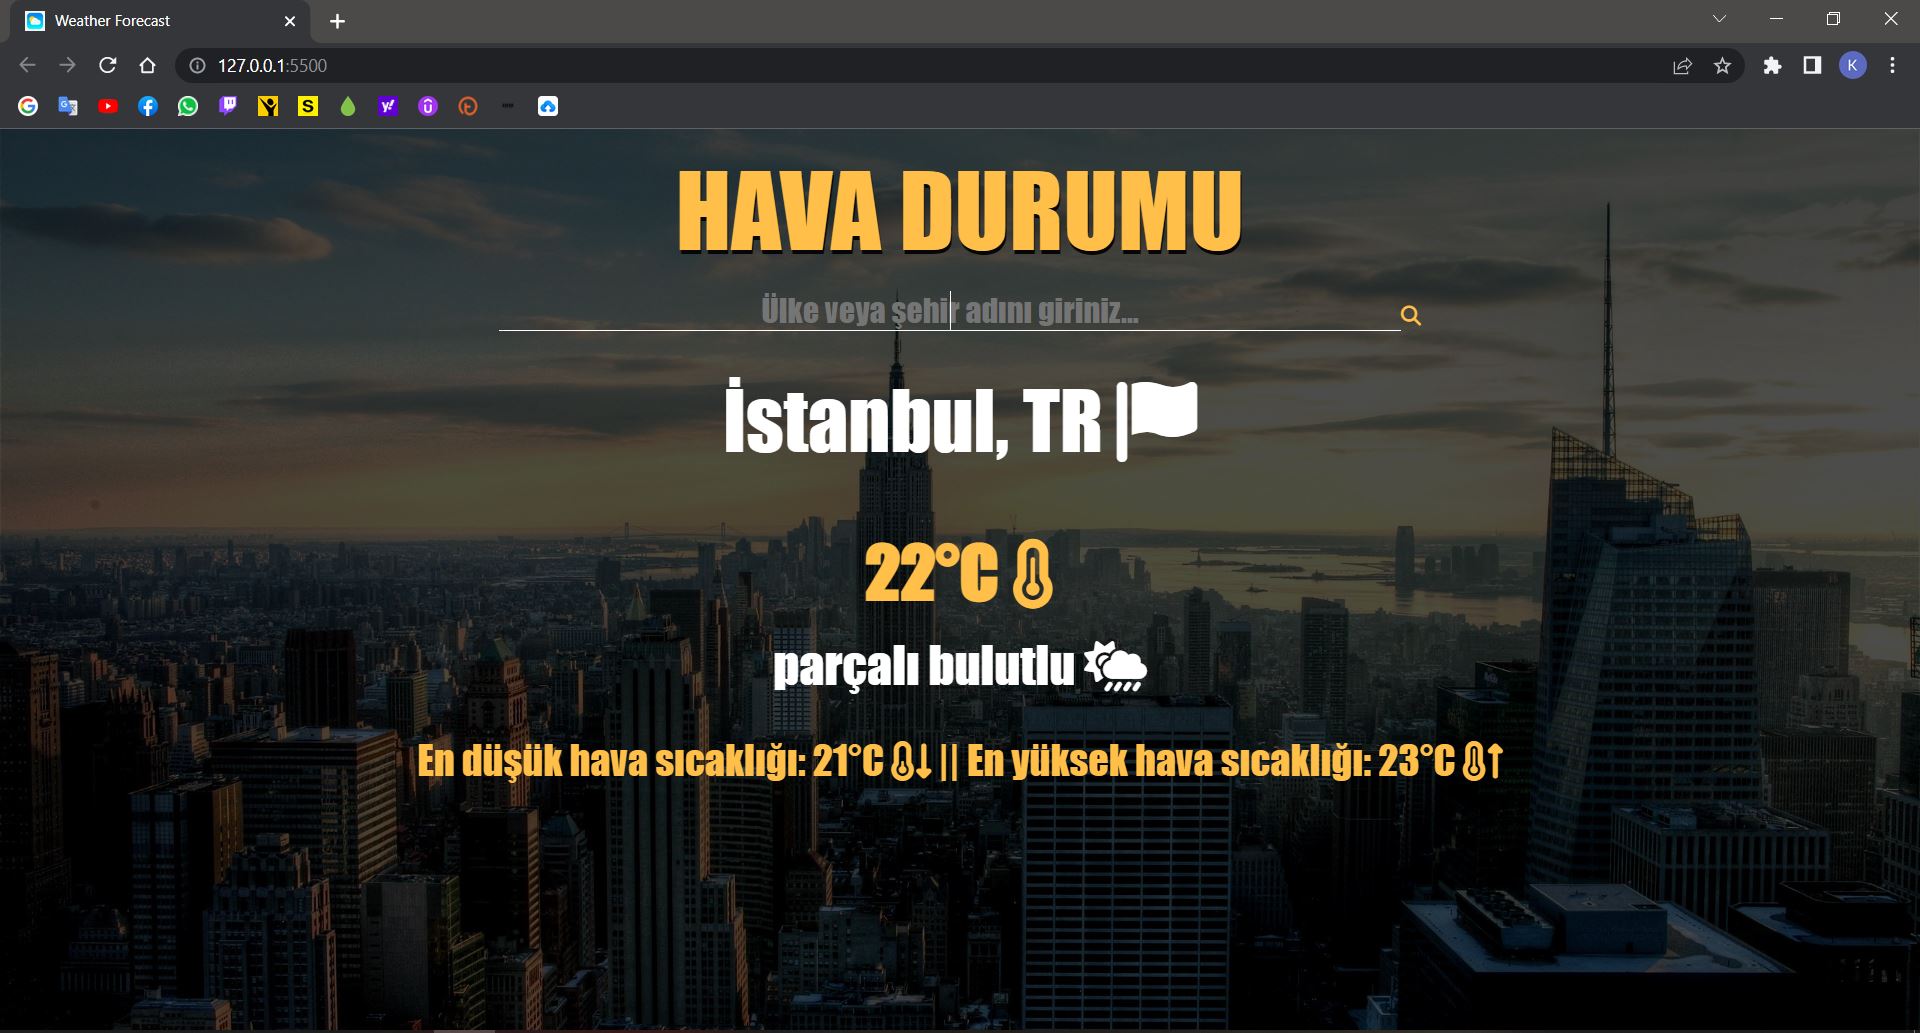 Weather Forecast
127.0.0.1:5500
K
HAVA DURUMU
Ülke veya şehir adını giriniz...
İstanbul, TR
22°C
parçalı bulutlu
En düşük hava sıcaklığı: 21°C || En yüksek hava sıcaklığı: 23°C